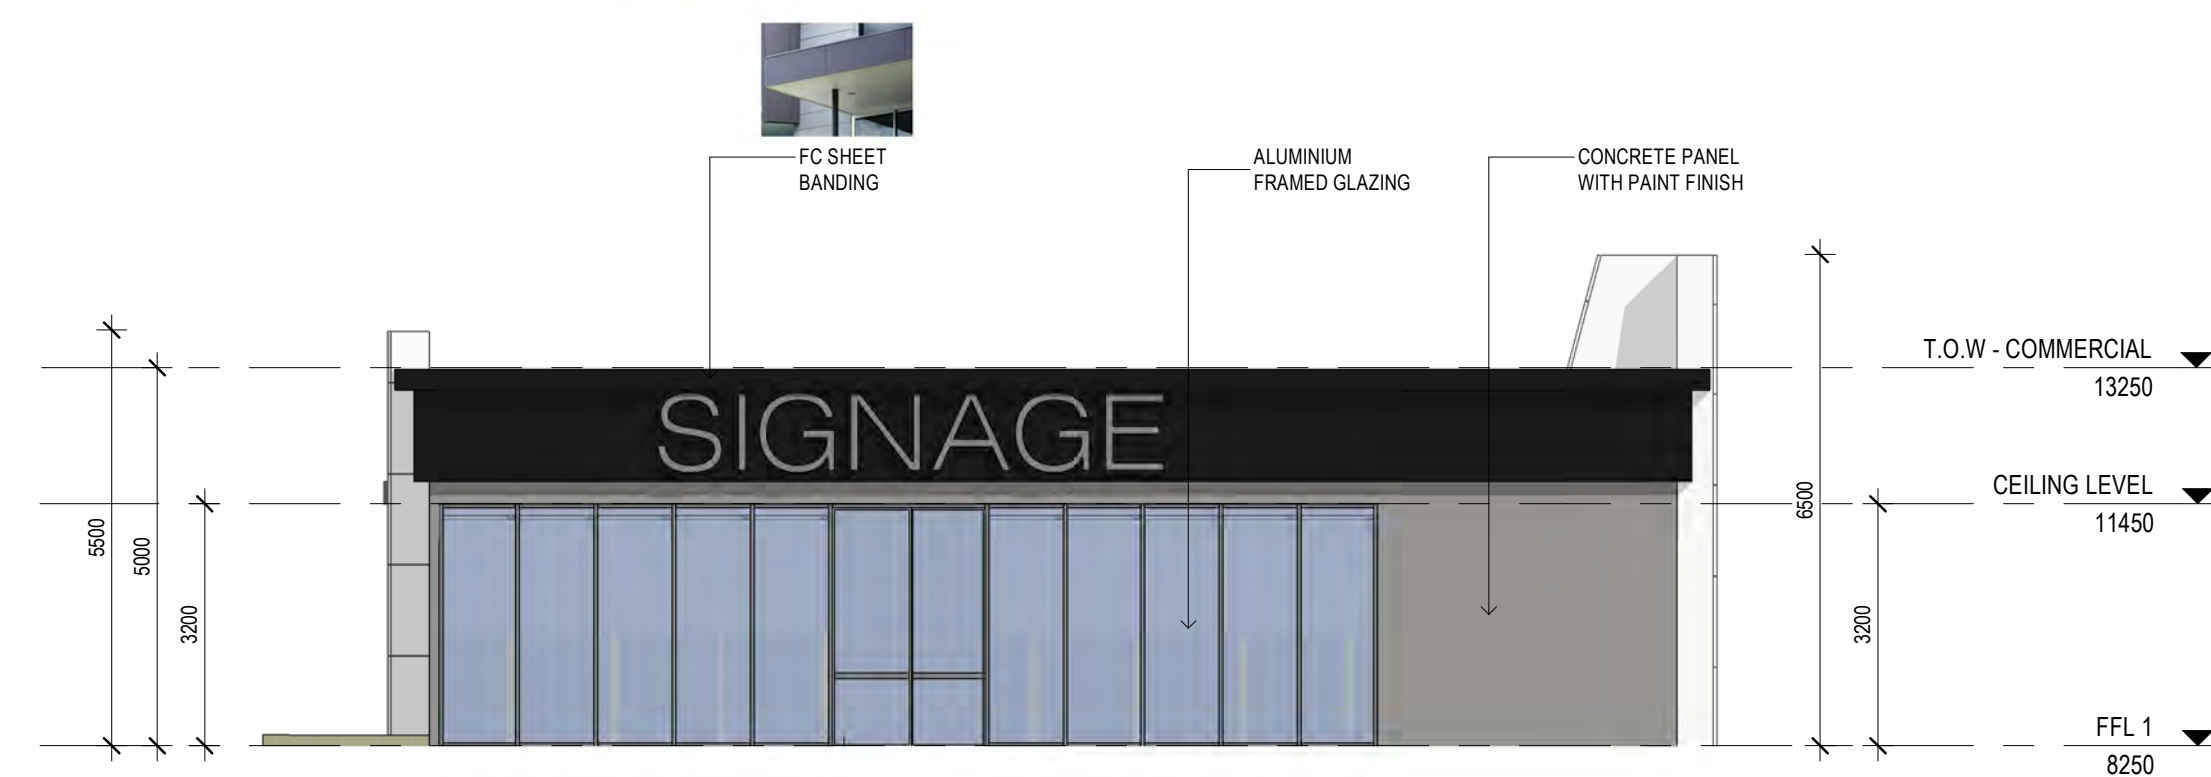 FC SHEET
BANDING
ALUMINIUM
FRAMED GLAZING
CONCRETE PANEL
WITH PAINT FINISH
T.O.W - COMMERCIAL
13250
SIGNAGE
CEILING LEVEL
11450
5500
5000
3200
6500
3200
FFL 1
8250